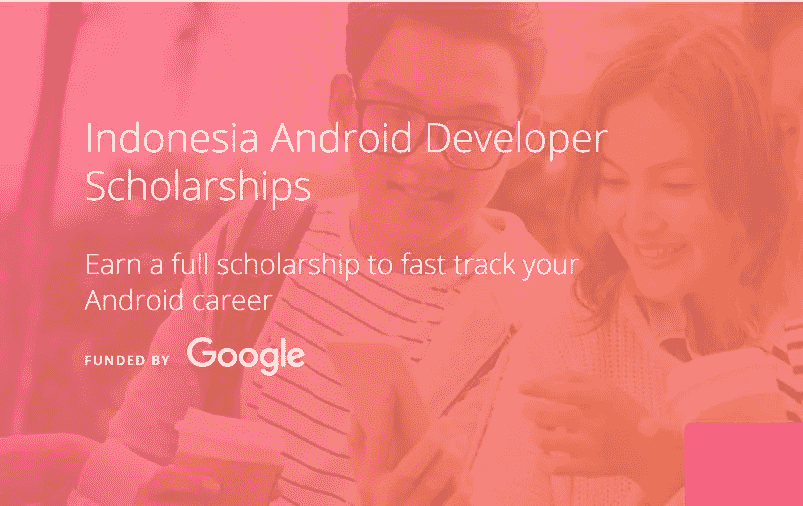 Indonesia Android Developer
Scholarships
Earn a full scholarship to fast track your
Android career
FUNDED BY Google